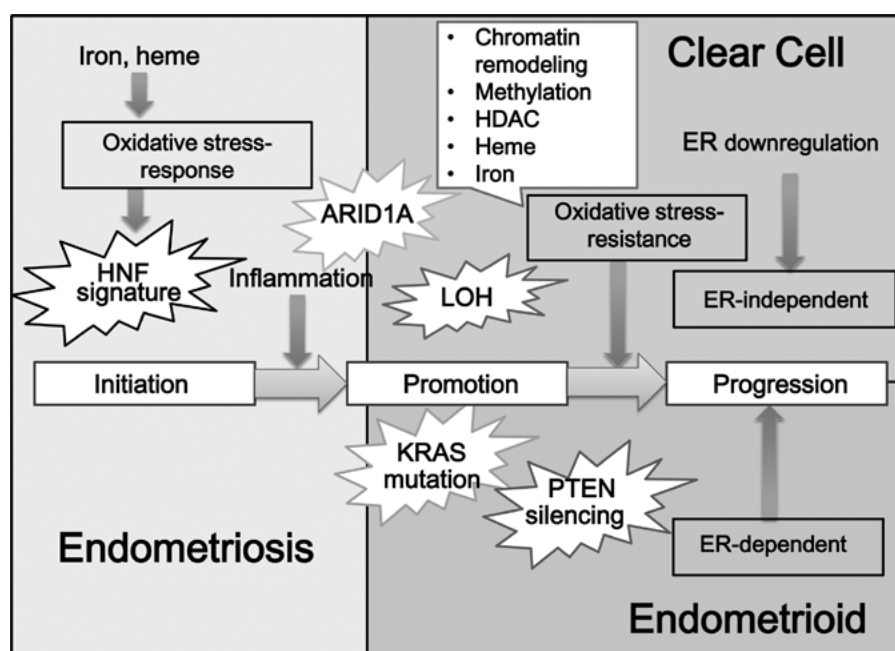 Iron, heme
Oxidative stress-
response
HNF
signature
Inflammation
ARID1A
• Chromatin
remodeling
• Methylation
• HDAC
• Heme
• Iron
Clear Cell
ER downregulation
Oxidative stress-
resistance
LOH
ER-independent
Initiation
Promotion
Progression
KRAS
mutation
PTEN
silencing
ER-dependent
Endometriosis
Endometrioid